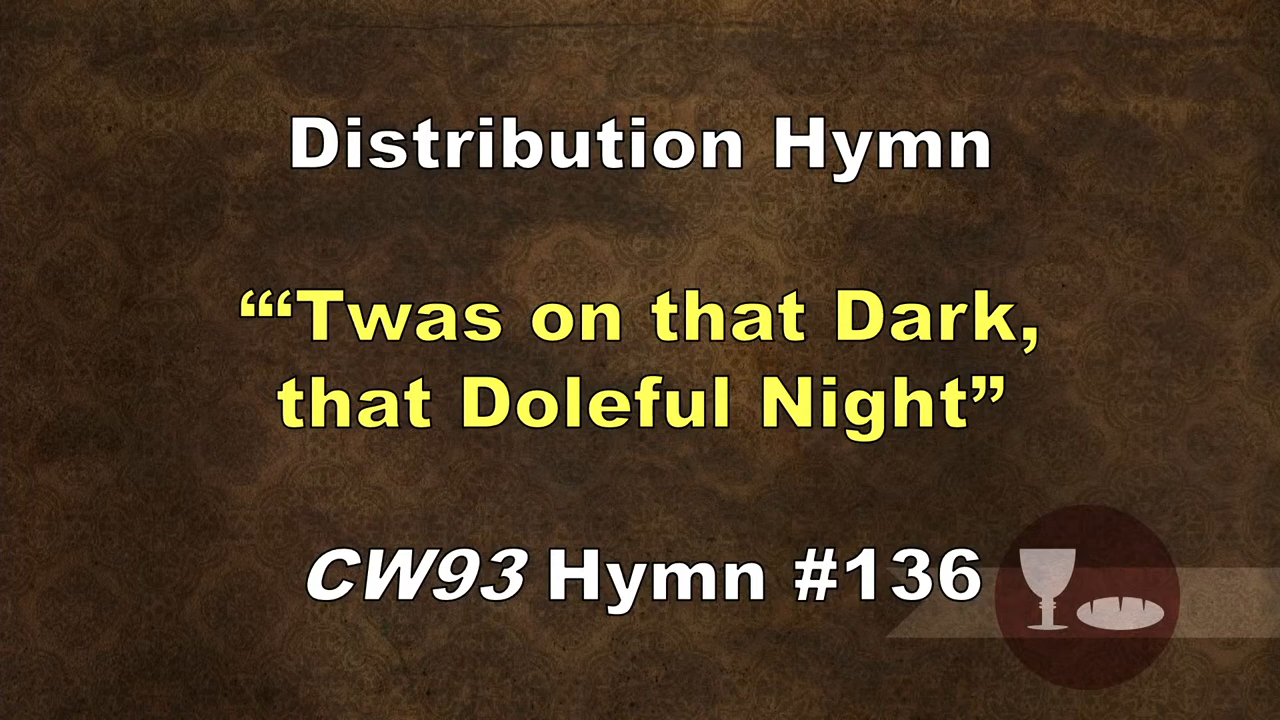 Distribution Hymn
“‘Twas on that Dark,
that Doleful Night”
CW93 Hymn #136